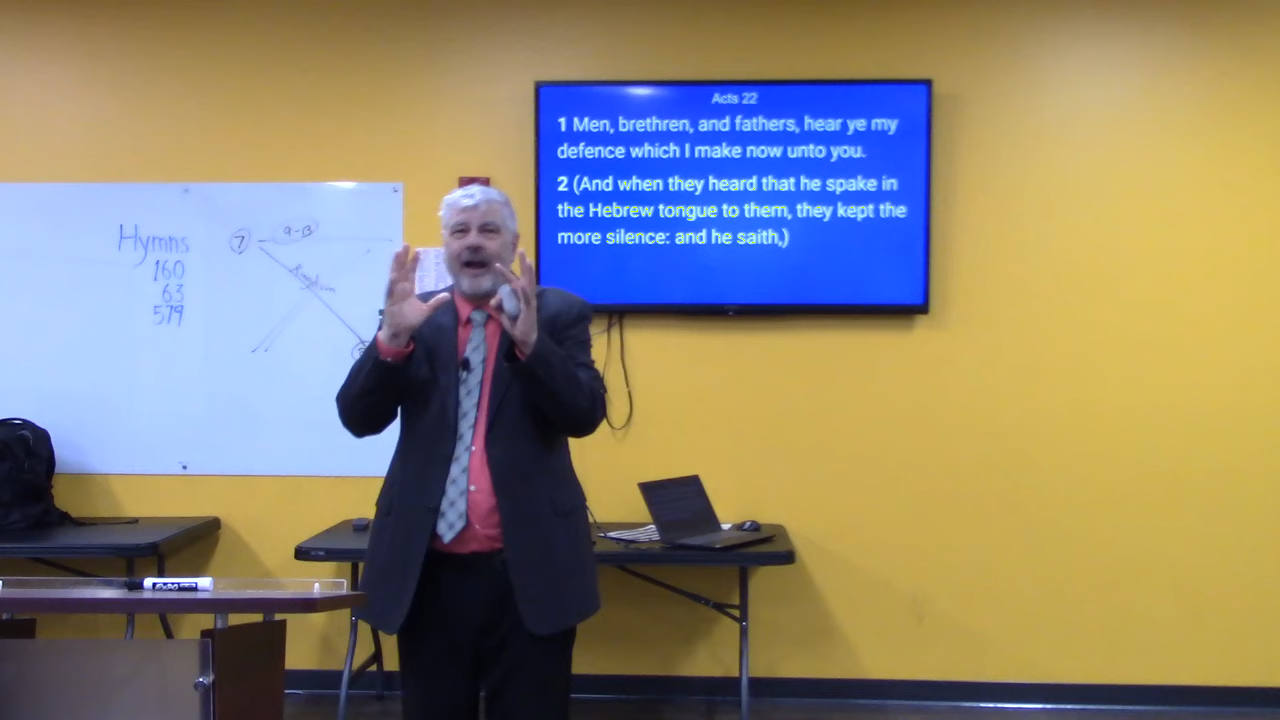 Acts 22
1 Men, brethren, and fathers, hear ye my
defence which I make now unto you.
2 (And when they heard that he spake in
the Hebrew tongue to them, they kept the
more silence: and he saith,)
Hymns
160
63
579
7
9-13